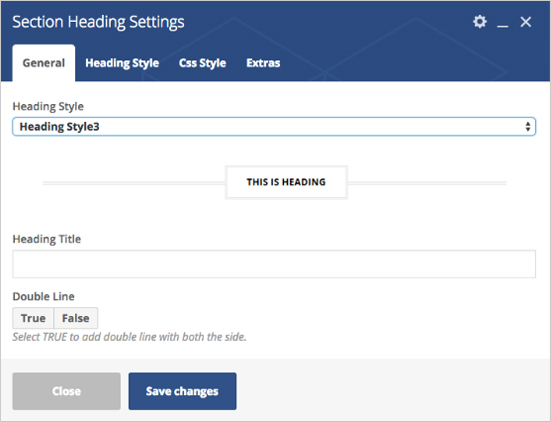 Section Heading Settings
General Heading Style Css Style Extras
Heading Style
Heading Style3
THIS IS HEADING
Heading Title
Double Line
True False
Select TRUE to add double line with both the side.
Close Save changes